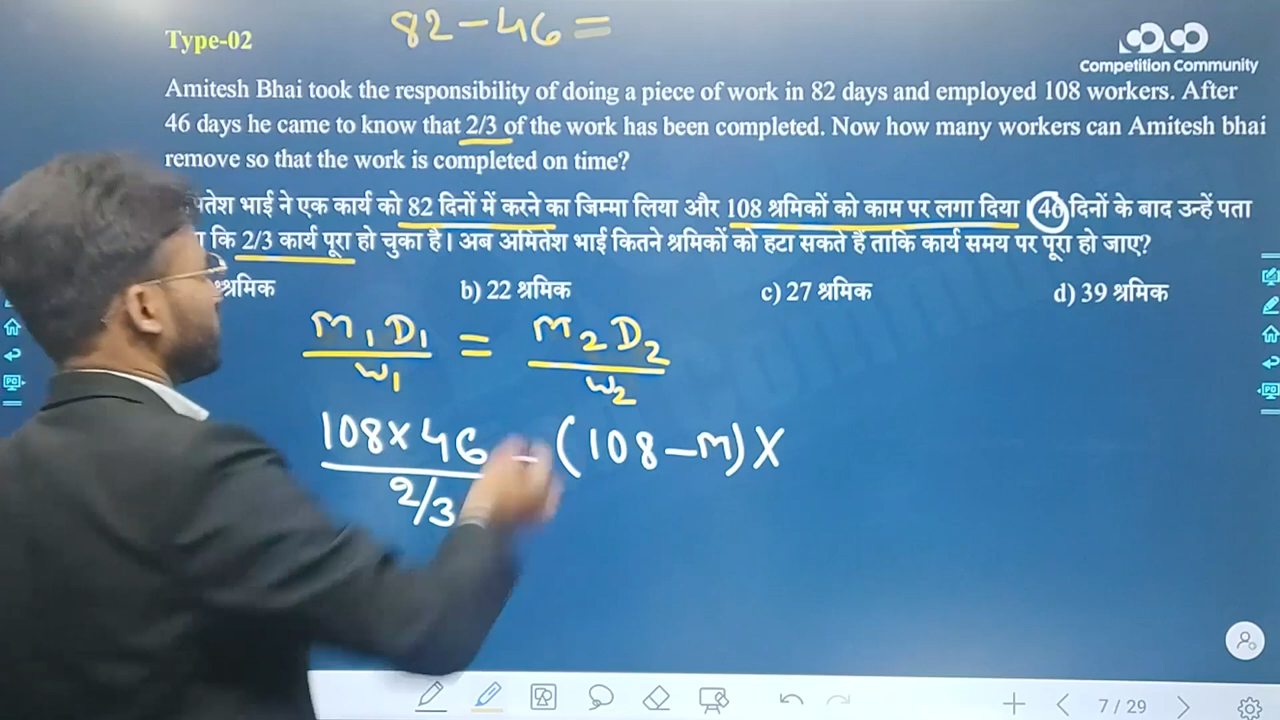 82-46=
Type-02
Competition Community
Amitesh Bhai took the responsibility of doing a piece of work in 82 days and employed 108 workers. After
46 days he came to know that 2/3 of the work has been completed. Now how many workers can Amitesh bhai
remove so that the work is completed on time?
भाई ने एक कार्य को 82 दिनों में करने का जिम्मा लिया और 108 श्रमिकों को काम पर लगा दिया। 46 दिनों के बाद उन्हें पता
कि 2/3 कार्य पूरा हो चुका है। अब अमितेश भाई कितने श्रमिकों को हटा सकते हैं ताकि कार्य समय पर पूरा हो जाए?
श्रमिक b) 22 श्रमिक c) 27 श्रमिक d) 39 श्रमिक
M₁D₁ = M₂D₂
W₁ W₂
108×46 (108-M)×
2/3
7 / 29